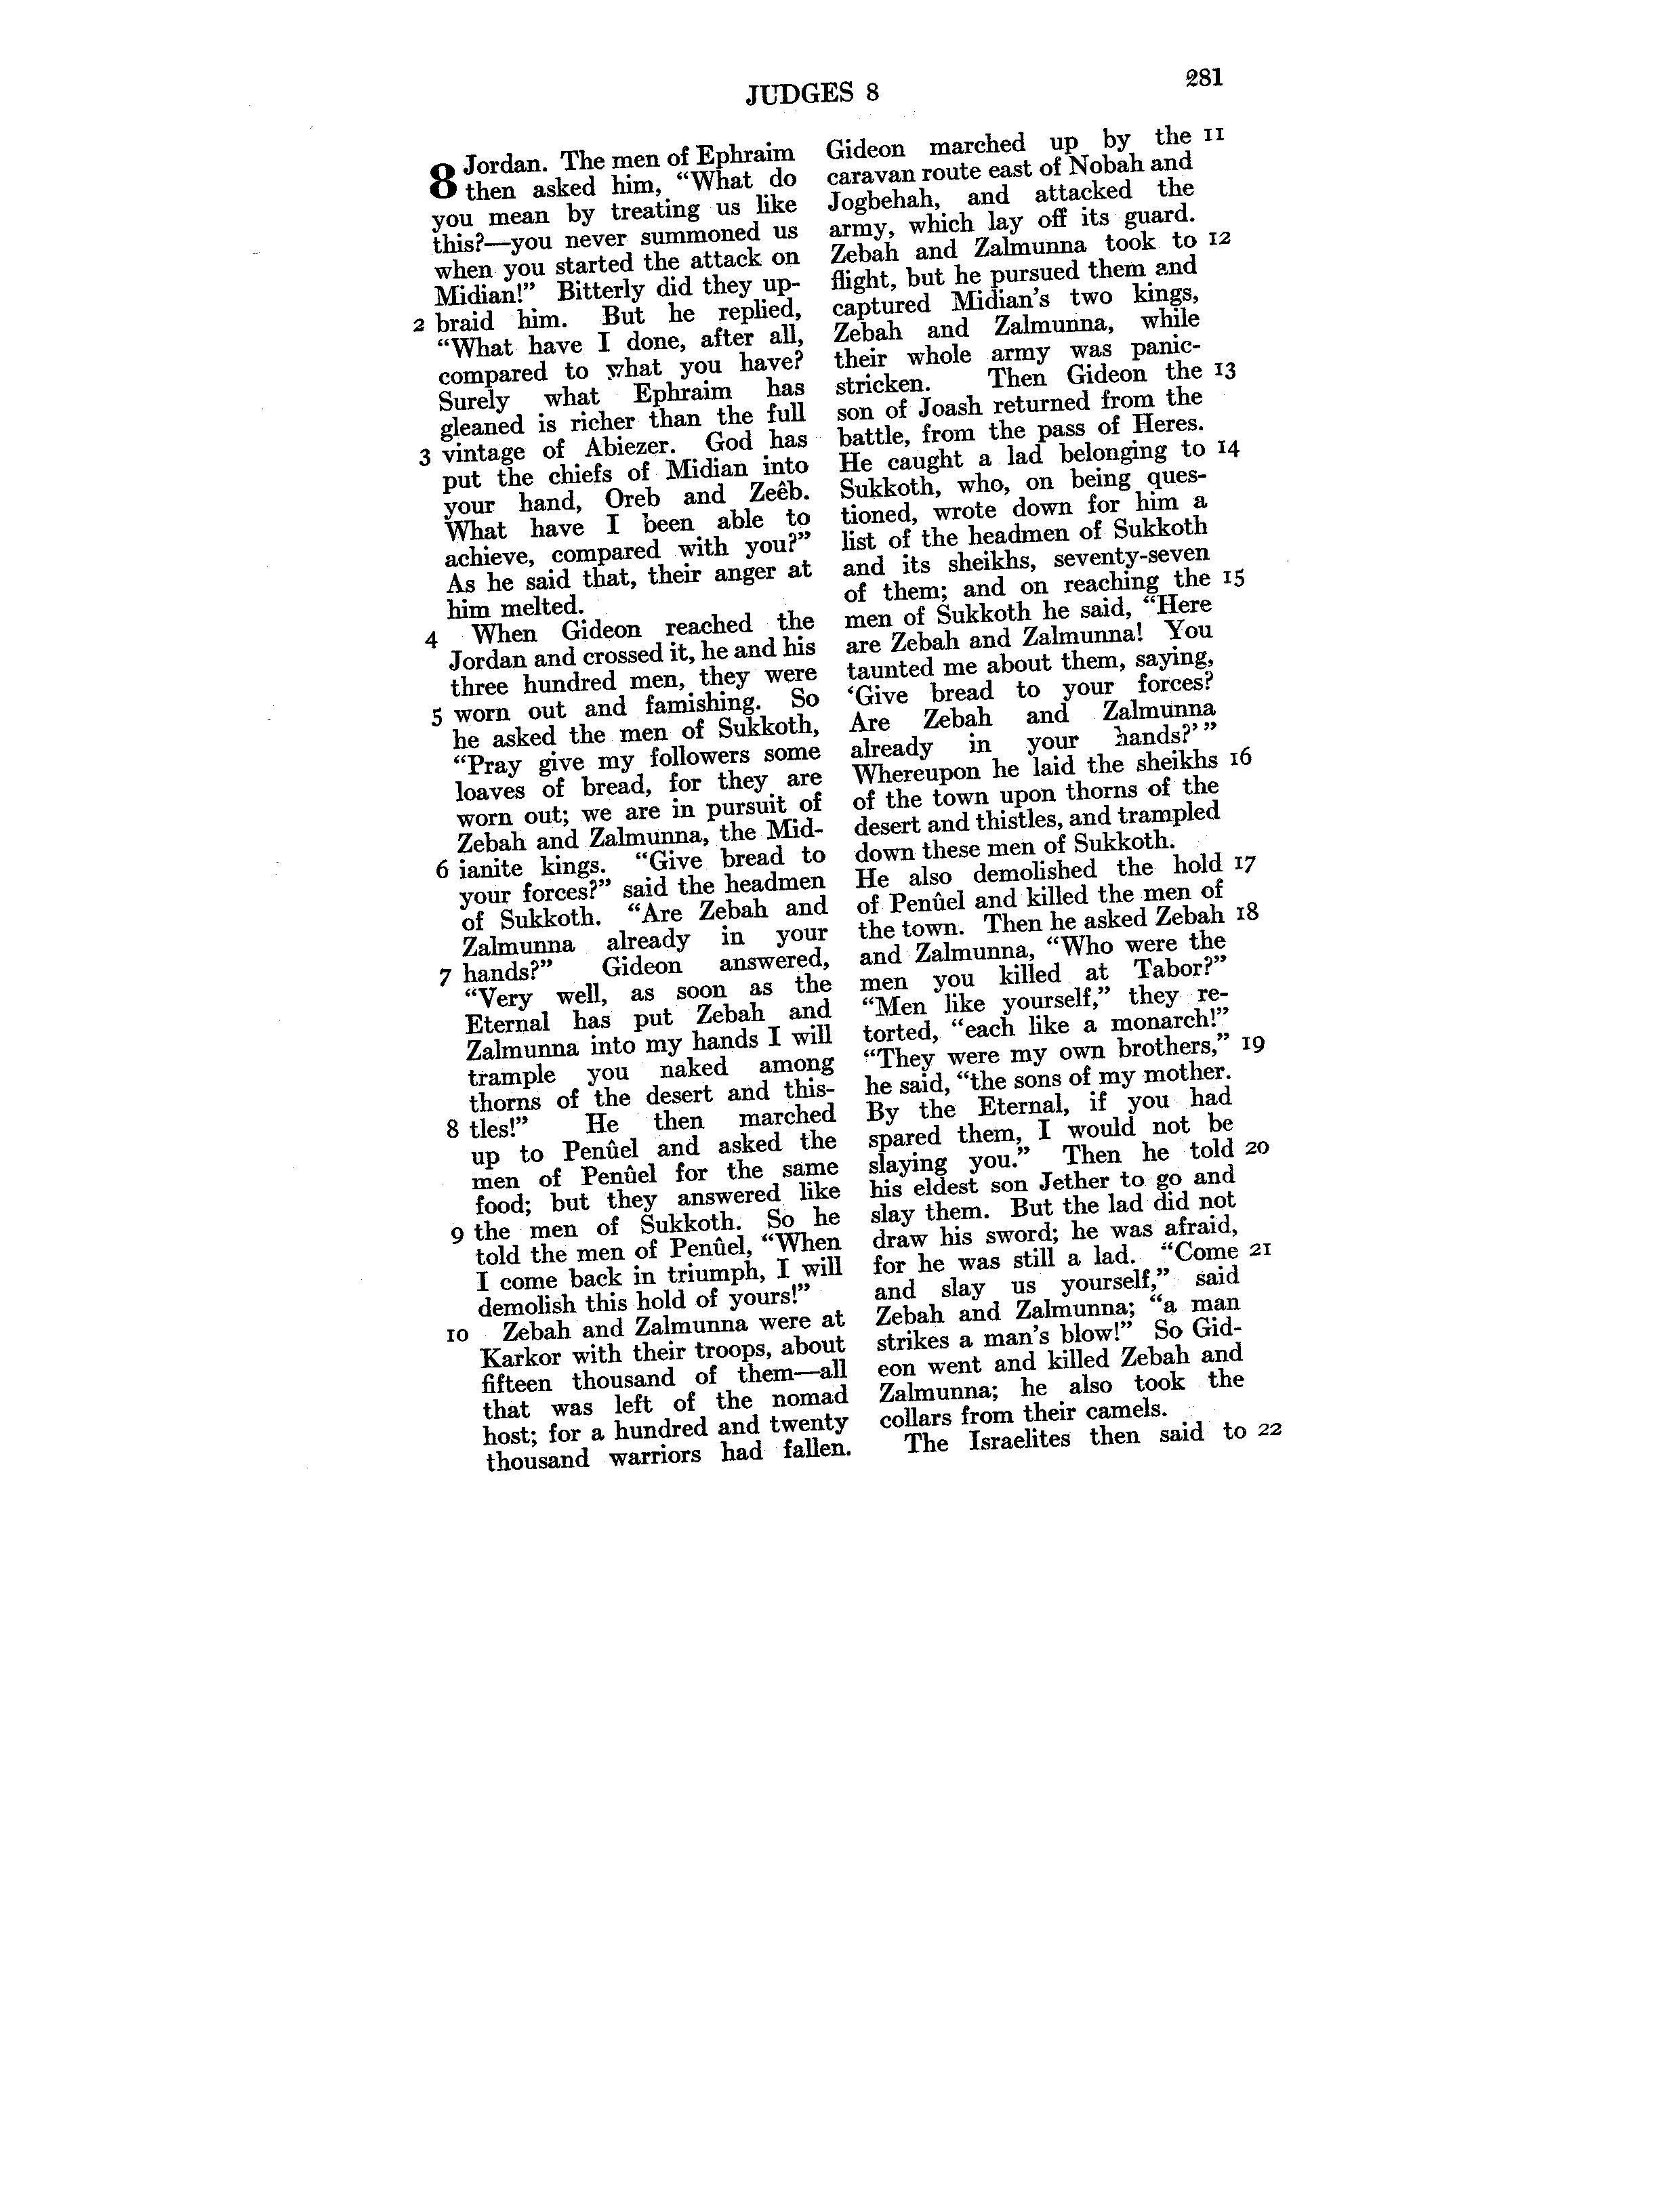 JUDGES 8
281
8 Jordan. The men of Ephraim
then asked him, “What do
you mean by treating us like
this?—you never summoned us
when you started the attack on
Midian!” Bitterly did they up-
2 braid him. But he replied,
“What have I done, after all,
compared to what you have?
Surely what Ephraim has
gleaned is richer than the full
3 vintage of Abiezer. God has
put the chiefs of Midian into
your hand, Oreb and Zeêb.
What have I been able to
achieve, compared with you?”
As he said that, their anger at
him melted.
4 When Gideon reached the
Jordan and crossed it, he and his
three hundred men, they were
5 worn out and famishing. So
he asked the men of Sukkoth,
“Pray give my followers some
loaves of bread, for they are
worn out; we are in pursuit of
Zebah and Zalmunna, the Mid-
6 ianite kings. “Give bread to
your forces?” said the headmen
of Sukkoth. “Are Zebah and
Zalmunna already in your
7 hands?” Gideon answered,
“Very well, as soon as the
Eternal has put Zebah and
Zalmunna into my hands I will
trample you naked among
thorns of the desert and this-
8 tles!” He then marched
up to Penûel and asked the
men of Penûel for the same
food; but they answered like
9 the men of Sukkoth. So he
told the men of Penûel, “When
I come back in triumph, I will
demolish this hold of yours!”
10 Zebah and Zalmunna were at
Karkor with their troops, about
fifteen thousand of them—all
that was left of the nomad
host; for a hundred and twenty
thousand warriors had fallen.
Gideon marched up by the 11
caravan route east of Nobah and
Jogbehah, and attacked the
army, which lay off its guard.
Zebah and Zalmunna took to 12
flight, but he pursued them and
captured Midian’s two kings,
Zebah and Zalmunna, while
their whole army was panic-
stricken. Then Gideon the 13
son of Joash returned from the
battle, from the pass of Heres.
He caught a lad belonging to 14
Sukkoth, who, on being ques-
tioned, wrote down for him a
list of the headmen of Sukkoth
and its sheikhs, seventy-seven
of them; and on reaching the 15
men of Sukkoth he said, “Here
are Zebah and Zalmunna! You
taunted me about them, saying,
‘Give bread to your forces?
Are Zebah and Zalmunna
already in your hands?’”
Whereupon he laid the sheikhs 16
of the town upon thorns of the
desert and thistles, and trampled
down these men of Sukkoth.
He also demolished the hold 17
of Penûel and killed the men of
the town. Then he asked Zebah 18
and Zalmunna, “Who were the
men you killed at Tabor?”
“Men like yourself,” they re-
torted, “each like a monarch!”
“They were my own brothers,” 19
he said, “the sons of my mother.
By the Eternal, if you had
spared them, I would not be
slaying you.” Then he told 20
his eldest son Jether to go and
slay them. But the lad did not
draw his sword; he was afraid,
for he was still a lad. “Come 21
and slay us yourself,” said
Zebah and Zalmunna; “a man
strikes a man’s blow!” So Gid-
eon went and killed Zebah and
Zalmunna; he also took the
collars from their camels.
The Israelites then said to 22